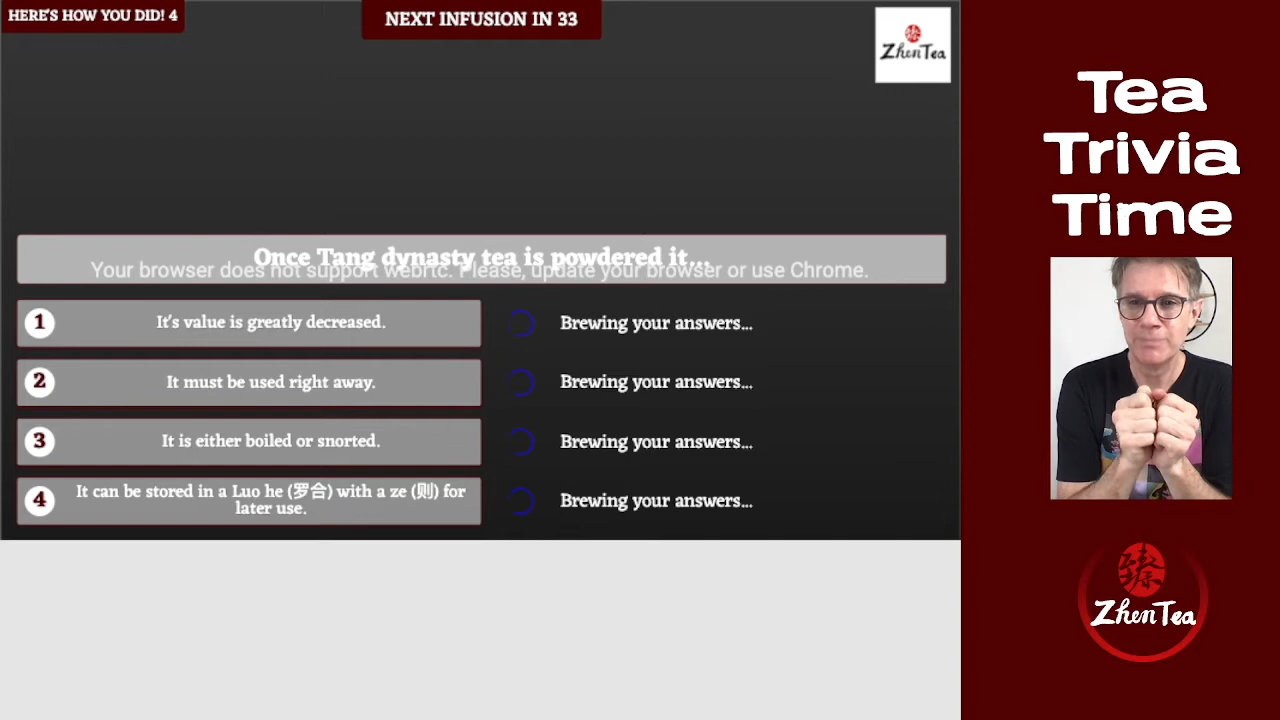 HERE'S HOW YOU DID! 4
NEXT INFUSION IN 33
ZhenTea
Once Tang dynasty tea is powdered it...
Your browser does not support webrtc. Please, update your browser or use Chrome.
1 It's value is greatly decreased.
Brewing your answers...
2 It must be used right away.
Brewing your answers...
3 It is either boiled or snorted.
Brewing your answers...
4 It can be stored in a Luo he (罗合) with a ze (则) for
later use.
Brewing your answers...
Tea
Trivia
Time
臻
ZhenTea